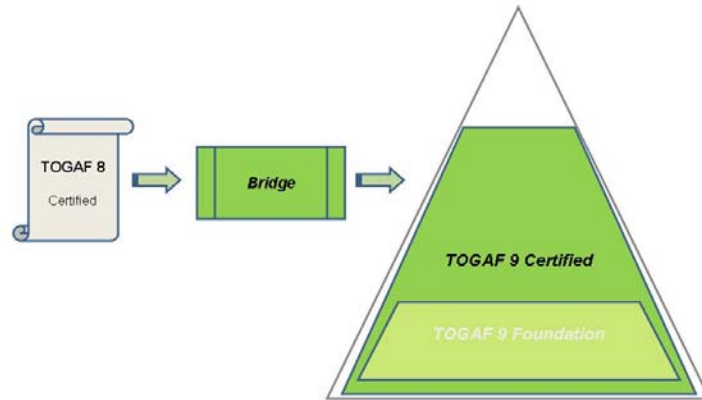 TOGAF 8
Certified
Bridge
TOGAF 9 Certified
TOGAF 9 Foundation